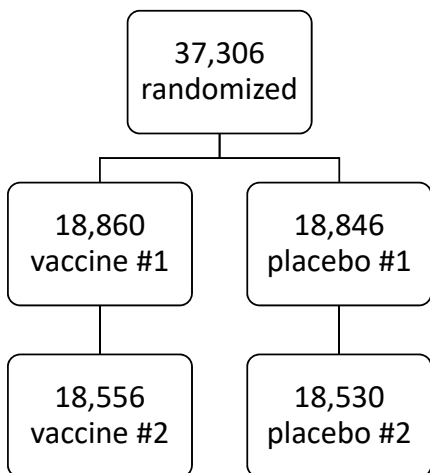 37,306
randomized
18,860
vaccine #1
18,846
placebo #1
18,556
vaccine #2
18,530
placebo #2